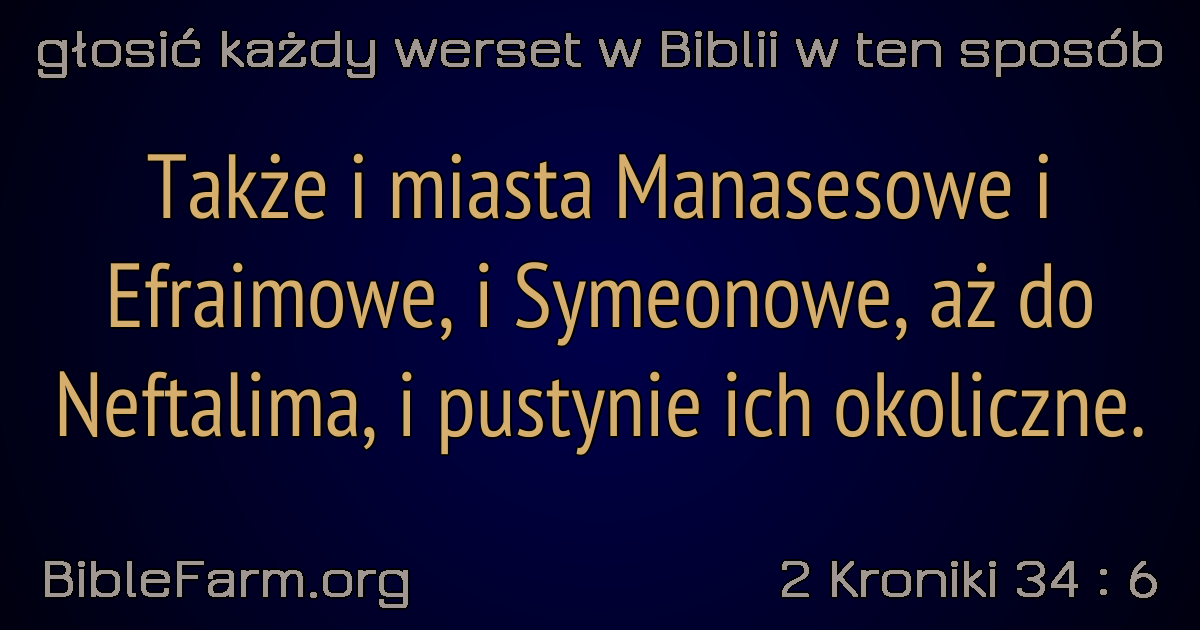 głosić każdy werset w Biblii w ten sposób
Także i miasta Manasesowe i
Efraimowe, i Symeonowe, aż do
Neftalima, i pustynie ich okoliczne.
BibleFarm.org
2 Kroniki 34 : 6